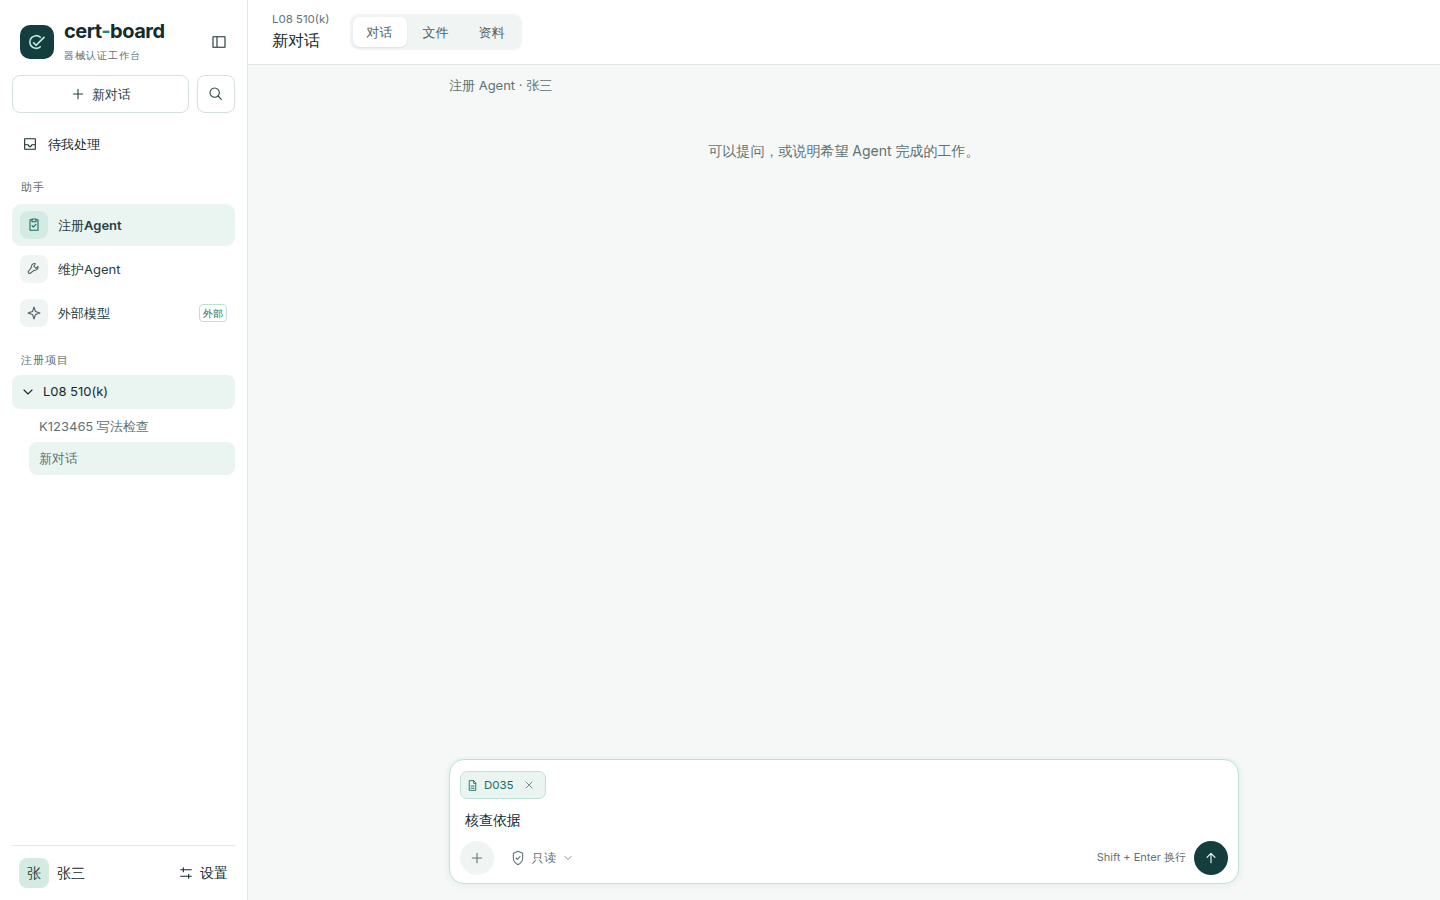 cert-board
器械认证工作台
新对话
待我处理
助手
注册Agent
维护Agent
外部模型
外部
注册项目
L08 510(k)
K123465 写法检查
新对话
张
张三
设置
L08 510(k)
新对话
对话
文件
资料
注册 Agent · 张三
可以提问，或说明希望 Agent 完成的工作。
D035
核查依据
只读
Shift + Enter 换行